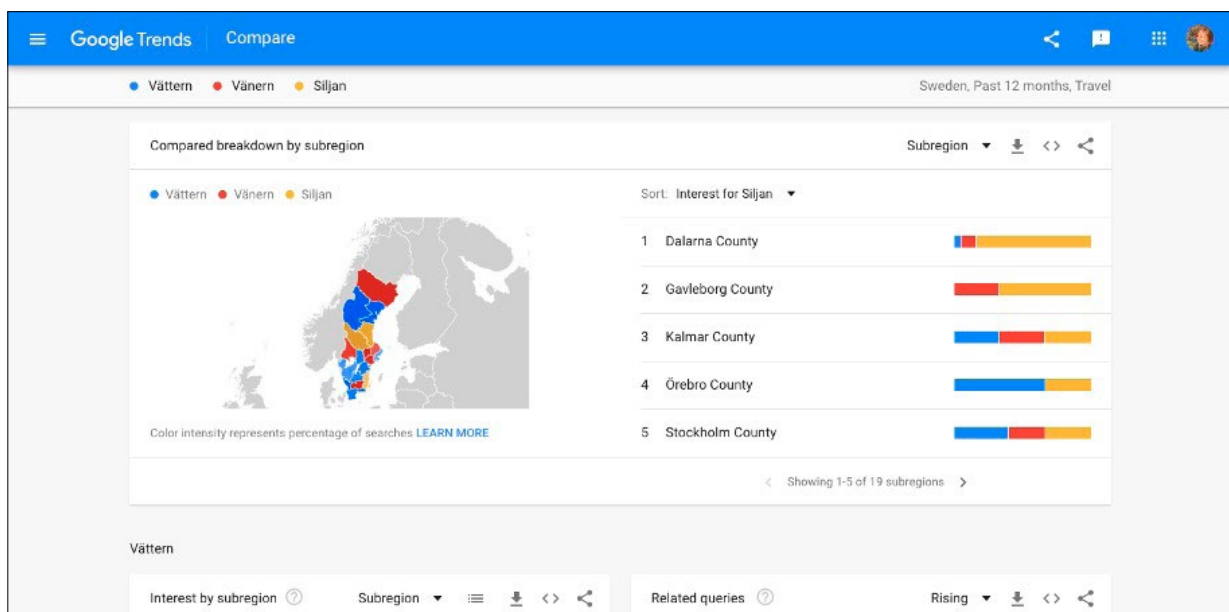 Google Trends Compare
Vättern Vänern Siljan Sweden, Past 12 months, Travel
Compared breakdown by subregion Subregion
Vättern Vänern Siljan
Sort: Interest for Siljan
1 Dalarna County
2 Gavleborg County
3 Kalmar County
4 Örebro County
5 Stockholm County
Color intensity represents percentage of searches LEARN MORE
Showing 1-5 of 19 subregions
Vättern
Interest by subregion Subregion
Related queries Rising